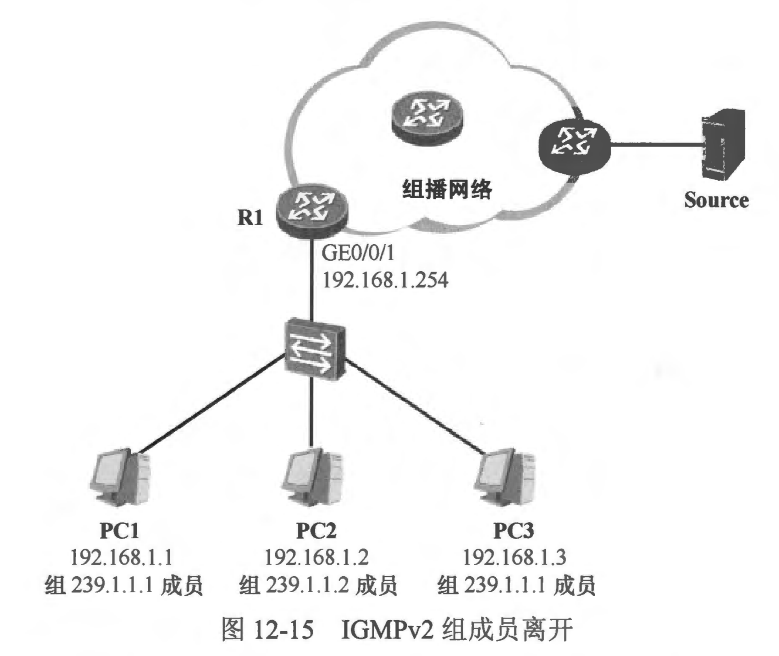 组播网络
Source
R1
GE0/0/1
192.168.1.254
PC1
192.168.1.1
组 239.1.1.1 成员
PC2
192.168.1.2
组 239.1.1.2 成员
PC3
192.168.1.3
组 239.1.1.1 成员
图 12-15 IGMPv2 组成员离开